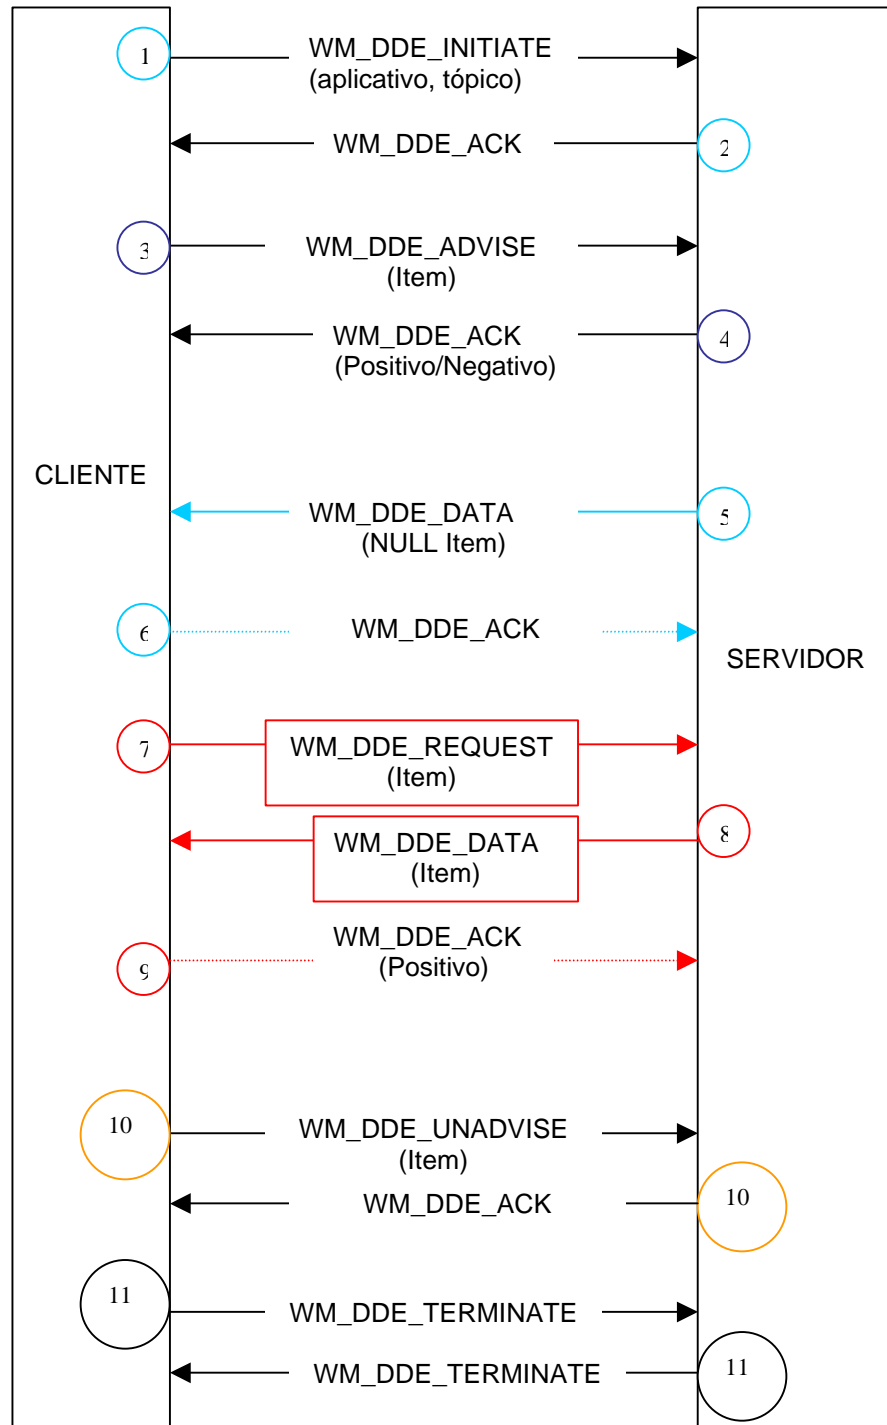 1
WM_DDE_INITIATE
(aplicativo, tópico)
WM_DDE_ACK
2
3
WM_DDE_ADVISE
(Item)
WM_DDE_ACK
(Positivo/Negativo)
4
CLIENTE
WM_DDE_DATA
(NULL Item)
5
6
WM_DDE_ACK
SERVIDOR
7
WM_DDE_REQUEST
(Item)
WM_DDE_DATA
(Item)
8
WM_DDE_ACK
(Positivo)
9
10
WM_DDE_UNADVISE
(Item)
WM_DDE_ACK
10
11
WM_DDE_TERMINATE
WM_DDE_TERMINATE
11